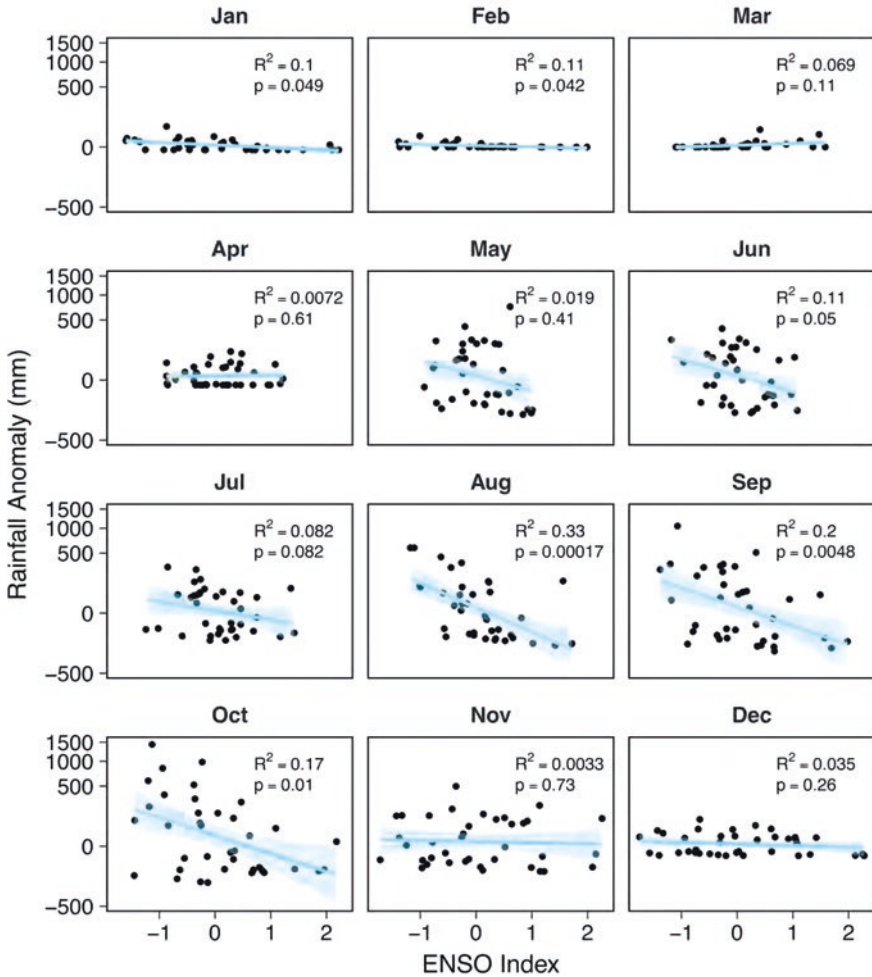 Jan Feb Mar
1500
1000
500
0
−500
R² = 0.1
p = 0.049
R² = 0.11
p = 0.042
R² = 0.069
p = 0.11
Apr May Jun
1500
1000
500
0
−500
R² = 0.0072
p = 0.61
R² = 0.019
p = 0.41
R² = 0.11
p = 0.05
Rainfall Anomaly (mm)
Jul Aug Sep
1500
1000
500
0
−500
R² = 0.082
p = 0.082
R² = 0.33
p = 0.00017
R² = 0.2
p = 0.0048
Oct Nov Dec
1500
1000
500
0
−500
R² = 0.17
p = 0.01
R² = 0.0033
p = 0.73
R² = 0.035
p = 0.26
−1 0 1 2 −1 0 1 2 −1 0 1 2
ENSO Index